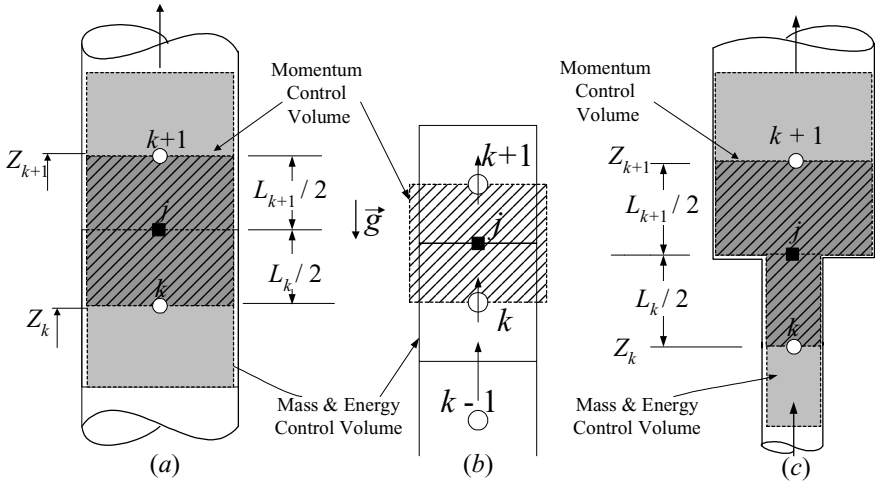 Momentum
Control
Volume
k+1
Z_{k+1}
L_{k+1} / 2
j
L_k / 2
k
Z_k
Mass & Energy
Control Volume
(a)
\vec{g}
k+1
j
k
k - 1
(b)
Momentum
Control
Volume
k + 1
Z_{k+1}
L_{k+1} / 2
j
L_k / 2
k
Z_k
Mass & Energy
Control Volume
(c)